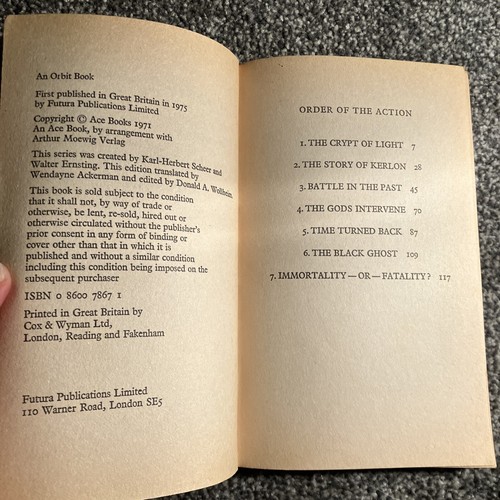 An Orbit Book
First published in Great Britain in 1975
by Futura Publications Limited
Copyright © Ace Books 1971
An Ace Book, by arrangement with
Arthur Moewig Verlag
This series was created by Karl-Herbert Scheer and
Walter Ernsting. This edition translated by
Wendayne Ackerman and edited by Donald A. Wollheim.
This book is sold subject to the condition
that it shall not, by way of trade or
otherwise, be lent, re-sold, hired out or
otherwise circulated without the publisher's
prior consent in any form of binding or
cover other than that in which it is
published and without a similar condition
including this condition being imposed on the
subsequent purchaser
ISBN 0 8600 7867 1
Printed in Great Britain by
Cox & Wyman Ltd,
London, Reading and Fakenham
Futura Publications Limited
110 Warner Road, London SE5
ORDER OF THE ACTION
1. THE CRYPT OF LIGHT 7
2. THE STORY OF KERLON 28
3. BATTLE IN THE PAST 45
4. THE GODS INTERVENE 70
5. TIME TURNED BACK 87
6. THE BLACK GHOST 109
7. IMMORTALITY—OR—FATALITY? 117